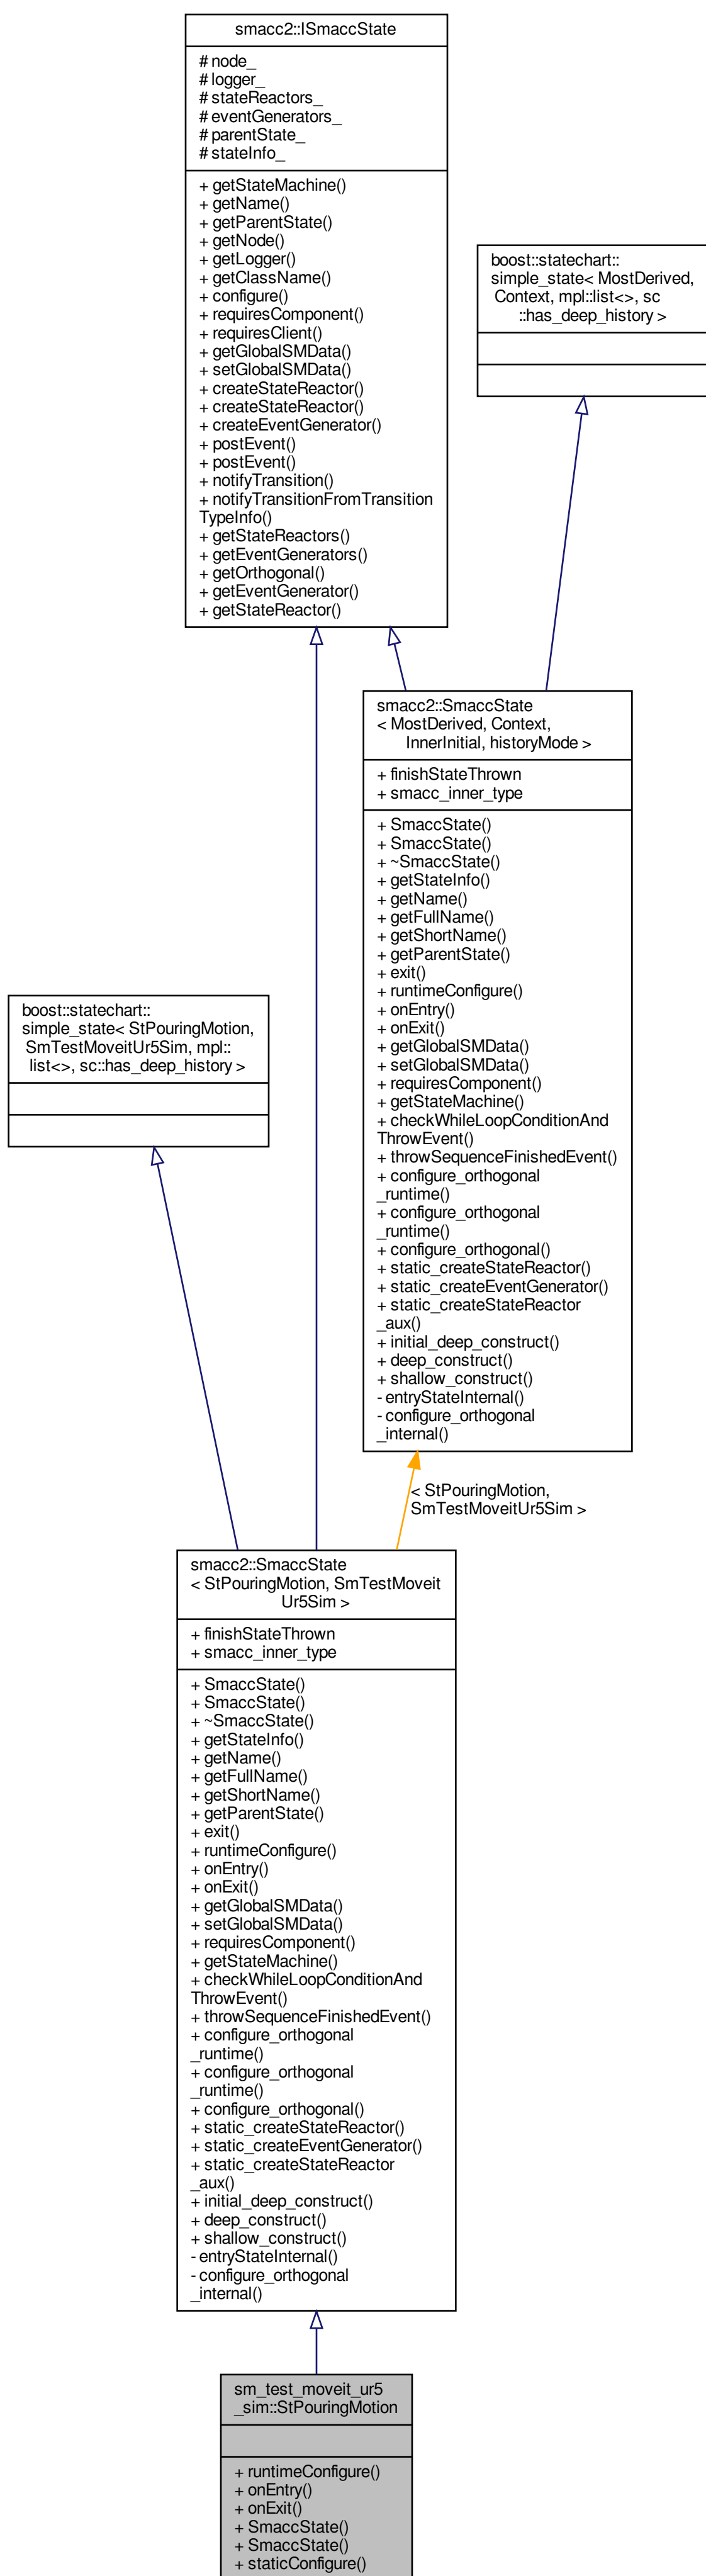 smacc2::ISmaccState
# node_
# logger_
# stateReactors_
# eventGenerators_
# parentState_
# stateInfo_
+ getStateMachine()
+ getName()
+ getParentState()
+ getNode()
+ getLogger()
+ getClassName()
+ configure()
+ requiresComponent()
+ requiresClient()
+ getGlobalSMData()
+ setGlobalSMData()
+ createStateReactor()
+ createStateReactor()
+ createEventGenerator()
+ postEvent()
+ postEvent()
+ notifyTransition()
+ notifyTransitionFromTransition
TypeInfo()
+ getStateReactors()
+ getEventGenerators()
+ getOrthogonal()
+ getEventGenerator()
+ getStateReactor()
boost::statechart::
simple_state< MostDerived,
Context, mpl::list<>, sc
::has_deep_history >
smacc2::SmaccState
< MostDerived, Context,
InnerInitial, historyMode >
+ finishStateThrown
+ smacc_inner_type
+ SmaccState()
+ SmaccState()
+ ~SmaccState()
+ getStateInfo()
+ getName()
+ getFullName()
+ getShortName()
+ getParentState()
+ exit()
+ runtimeConfigure()
+ onEntry()
+ onExit()
+ getGlobalSMData()
+ setGlobalSMData()
+ requiresComponent()
+ getStateMachine()
+ checkWhileLoopConditionAnd
ThrowEvent()
+ throwSequenceFinishedEvent()
+ configure_orthogonal
_runtime()
+ configure_orthogonal
_runtime()
+ configure_orthogonal()
+ static_createStateReactor()
+ static_createEventGenerator()
+ static_createStateReactor
_aux()
+ initial_deep_construct()
+ deep_construct()
+ shallow_construct()
- entryStateInternal()
- configure_orthogonal
_internal()
boost::statechart::
simple_state< StPouringMotion,
SmTestMoveitUr5Sim, mpl::
list<>, sc::has_deep_history >
< StPouringMotion,
SmTestMoveitUr5Sim >
smacc2::SmaccState
< StPouringMotion, SmTestMoveit
Ur5Sim >
+ finishStateThrown
+ smacc_inner_type
+ SmaccState()
+ SmaccState()
+ ~SmaccState()
+ getStateInfo()
+ getName()
+ getFullName()
+ getShortName()
+ getParentState()
+ exit()
+ runtimeConfigure()
+ onEntry()
+ onExit()
+ getGlobalSMData()
+ setGlobalSMData()
+ requiresComponent()
+ getStateMachine()
+ checkWhileLoopConditionAnd
ThrowEvent()
+ throwSequenceFinishedEvent()
+ configure_orthogonal
_runtime()
+ configure_orthogonal
_runtime()
+ configure_orthogonal()
+ static_createStateReactor()
+ static_createEventGenerator()
+ static_createStateReactor
_aux()
+ initial_deep_construct()
+ deep_construct()
+ shallow_construct()
- entryStateInternal()
- configure_orthogonal
_internal()
sm_test_moveit_ur5
_sim::StPouringMotion
+ runtimeConfigure()
+ onEntry()
+ onExit()
+ SmaccState()
+ SmaccState()
+ staticConfigure()